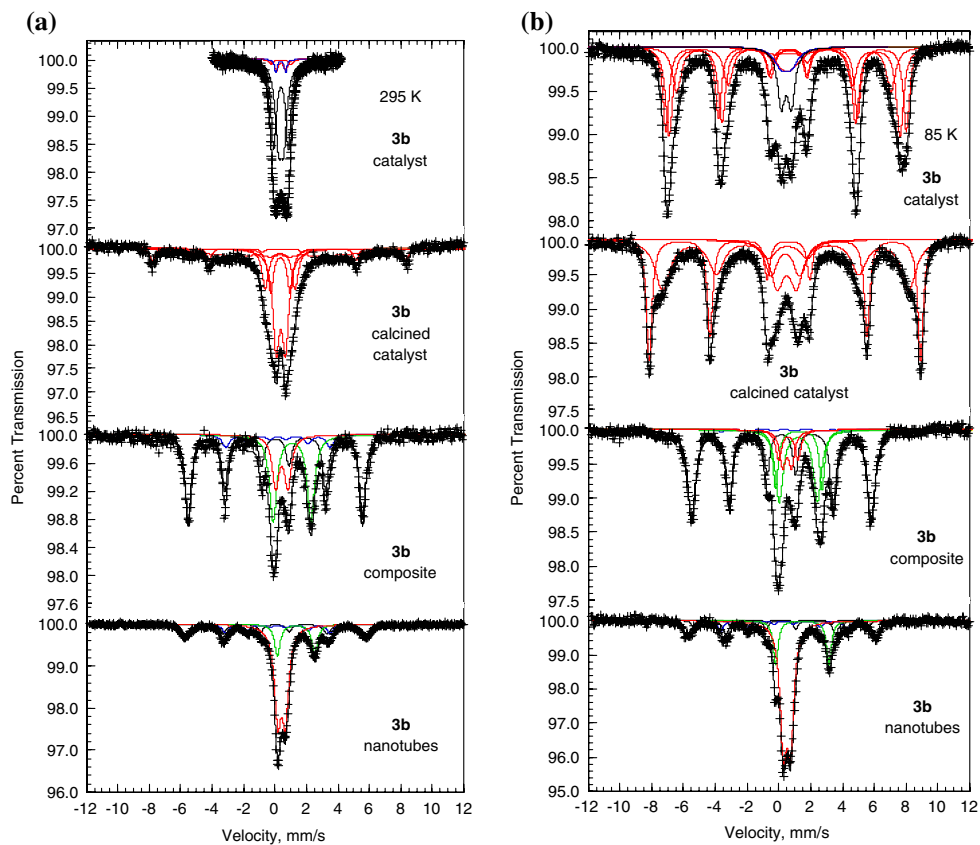 (a)
100.0
99.5
99.0
98.5
98.0
97.5
97.0
295 K
3b
catalyst
100.0
99.5
99.0
98.5
98.0
97.5
97.0
96.5
3b
calcined
catalyst
100.0
99.6
99.2
98.8
98.4
98.0
97.6
3b
composite
100.0
99.0
98.0
97.0
96.0
3b
nanotubes
-12 -10 -8 -6 -4 -2 0 2 4 6 8 10 12
Velocity, mm/s
Percent Transmission
(b)
100.0
99.5
99.0
98.5
98.0
85 K
3b
catalyst
100.0
99.5
99.0
98.5
98.0
97.5
3b
calcined catalyst
100.0
99.5
99.0
98.5
98.0
97.5
3b
composite
100.0
99.0
98.0
97.0
96.0
95.0
3b
nanotubes
-12 -10 -8 -6 -4 -2 0 2 4 6 8 10 12
Velocity, mm/s
Percent Transmission